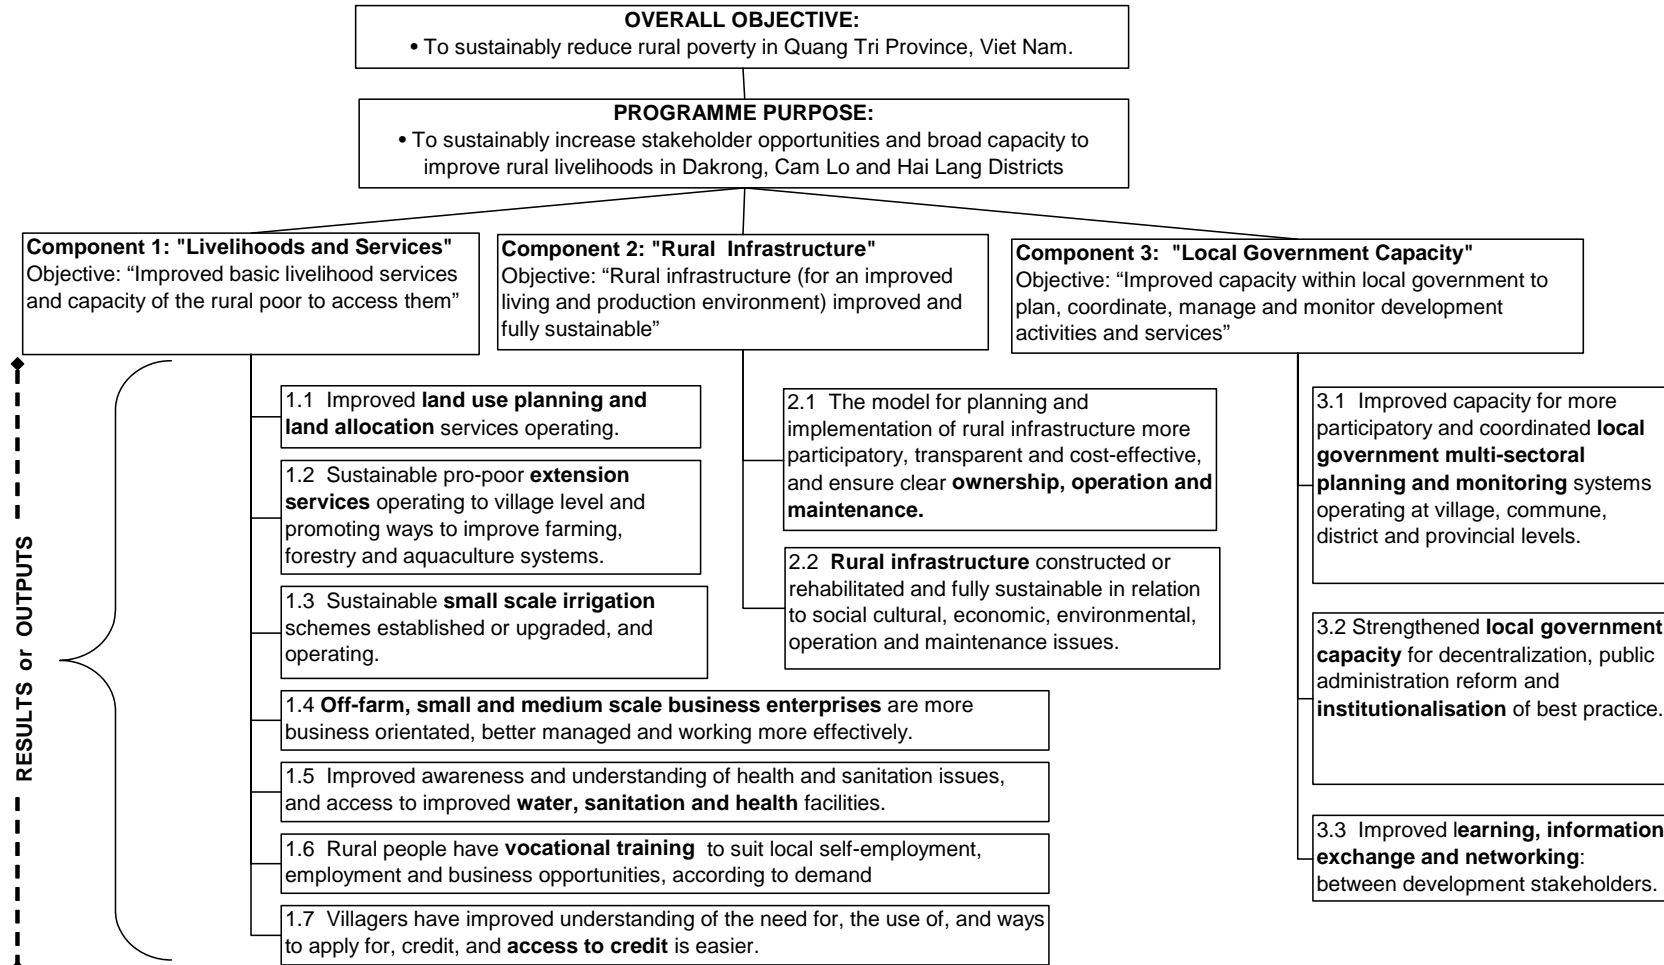 OVERALL OBJECTIVE:
• To sustainably reduce rural poverty in Quang Tri Province, Viet Nam.
PROGRAMME PURPOSE:
• To sustainably increase stakeholder opportunities and broad capacity to
improve rural livelihoods in Dakrong, Cam Lo and Hai Lang Districts
Component 1: "Livelihoods and Services"
Objective: “Improved basic livelihood services
and capacity of the rural poor to access them”
Component 2: "Rural Infrastructure"
Objective: “Rural infrastructure (for an improved
living and production environment) improved and
fully sustainable”
Component 3: "Local Government Capacity"
Objective: “Improved capacity within local government to
plan, coordinate, manage and monitor development
activities and services”
RESULTS or OUTPUTS
1.1 Improved land use planning and
land allocation services operating.
1.2 Sustainable pro-poor extension
services operating to village level and
promoting ways to improve farming,
forestry and aquaculture systems.
1.3 Sustainable small scale irrigation
schemes established or upgraded, and
operating.
1.4 Off-farm, small and medium scale business enterprises are more
business orientated, better managed and working more effectively.
1.5 Improved awareness and understanding of health and sanitation issues,
and access to improved water, sanitation and health facilities.
1.6 Rural people have vocational training to suit local self-employment,
employment and business opportunities, according to demand
1.7 Villagers have improved understanding of the need for, the use of, and ways
to apply for, credit, and access to credit is easier.
2.1 The model for planning and
implementation of rural infrastructure more
participatory, transparent and cost-effective,
and ensure clear ownership, operation and
maintenance.
2.2 Rural infrastructure constructed or
rehabilitated and fully sustainable in relation
to social cultural, economic, environmental,
operation and maintenance issues.
3.1 Improved capacity for more
participatory and coordinated local
government multi-sectoral
planning and monitoring systems
operating at village, commune,
district and provincial levels.
3.2 Strengthened local government
capacity for decentralization, public
administration reform and
institutionalisation of best practice.
3.3 Improved learning, information
exchange and networking:
between development stakeholders.